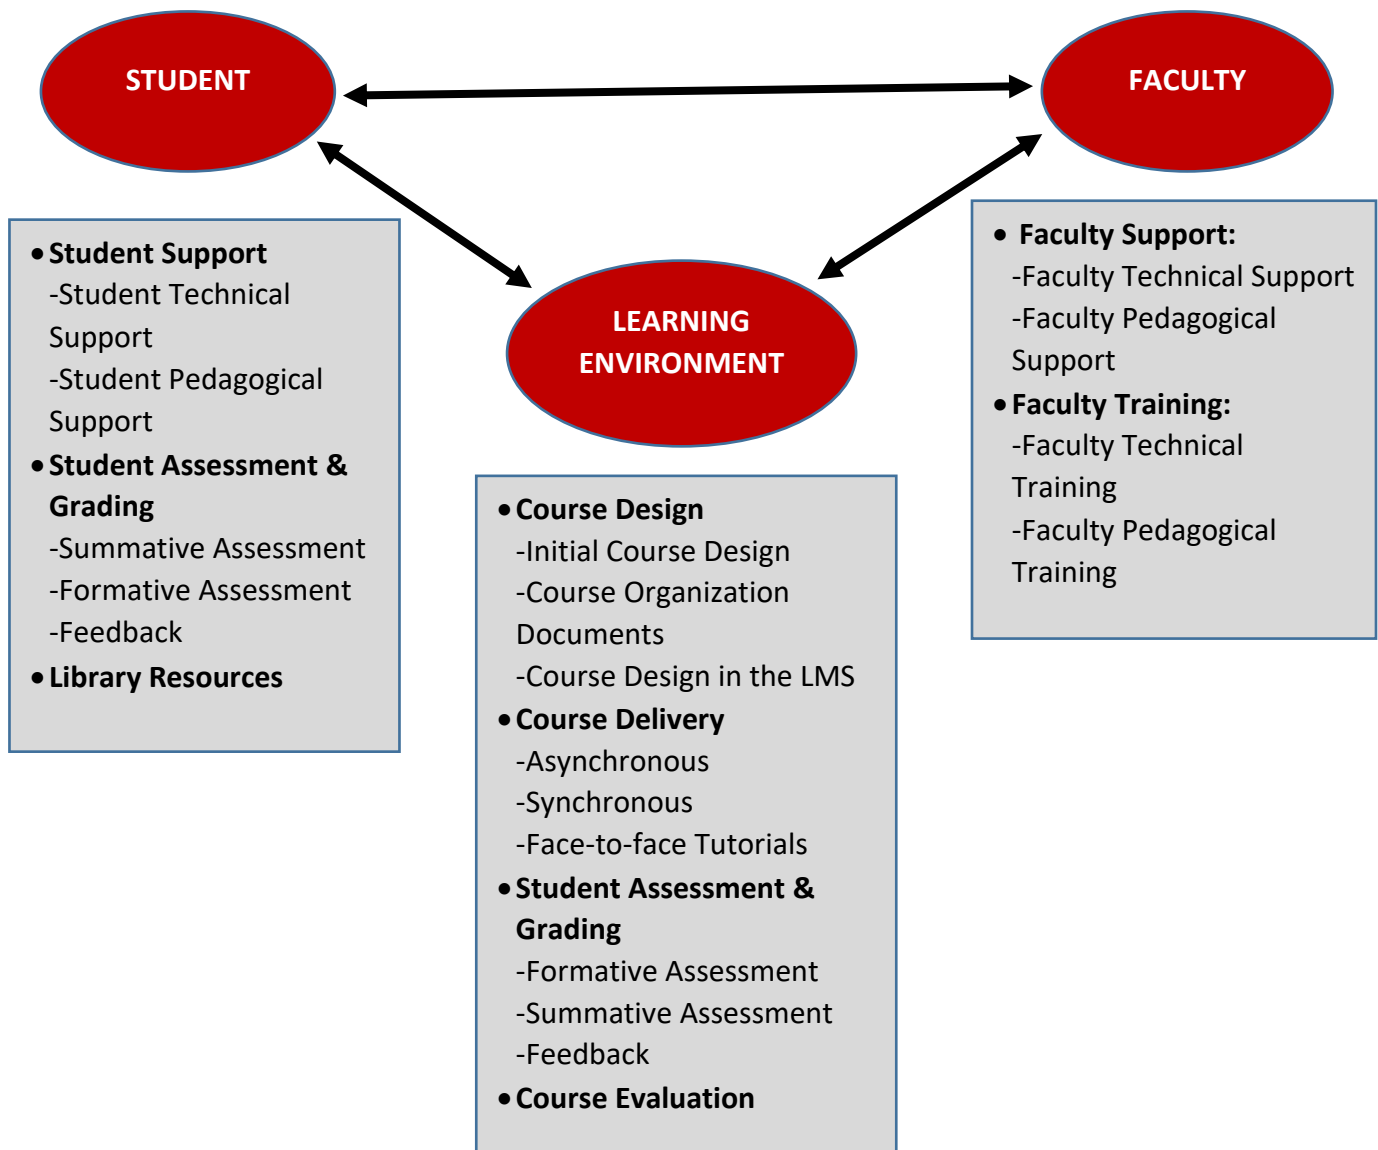 STUDENT
FACULTY
LEARNING
ENVIRONMENT
•Student Support
-Student Technical
Support
-Student Pedagogical
Support
•Student Assessment &
Grading
-Summative Assessment
-Formative Assessment
-Feedback
•Library Resources
•Course Design
-Initial Course Design
-Course Organization
Documents
-Course Design in the LMS
•Course Delivery
-Asynchronous
-Synchronous
-Face-to-face Tutorials
•Student Assessment &
Grading
-Formative Assessment
-Summative Assessment
-Feedback
•Course Evaluation
• Faculty Support:
-Faculty Technical Support
-Faculty Pedagogical
Support
•Faculty Training:
-Faculty Technical
Training
-Faculty Pedagogical
Training